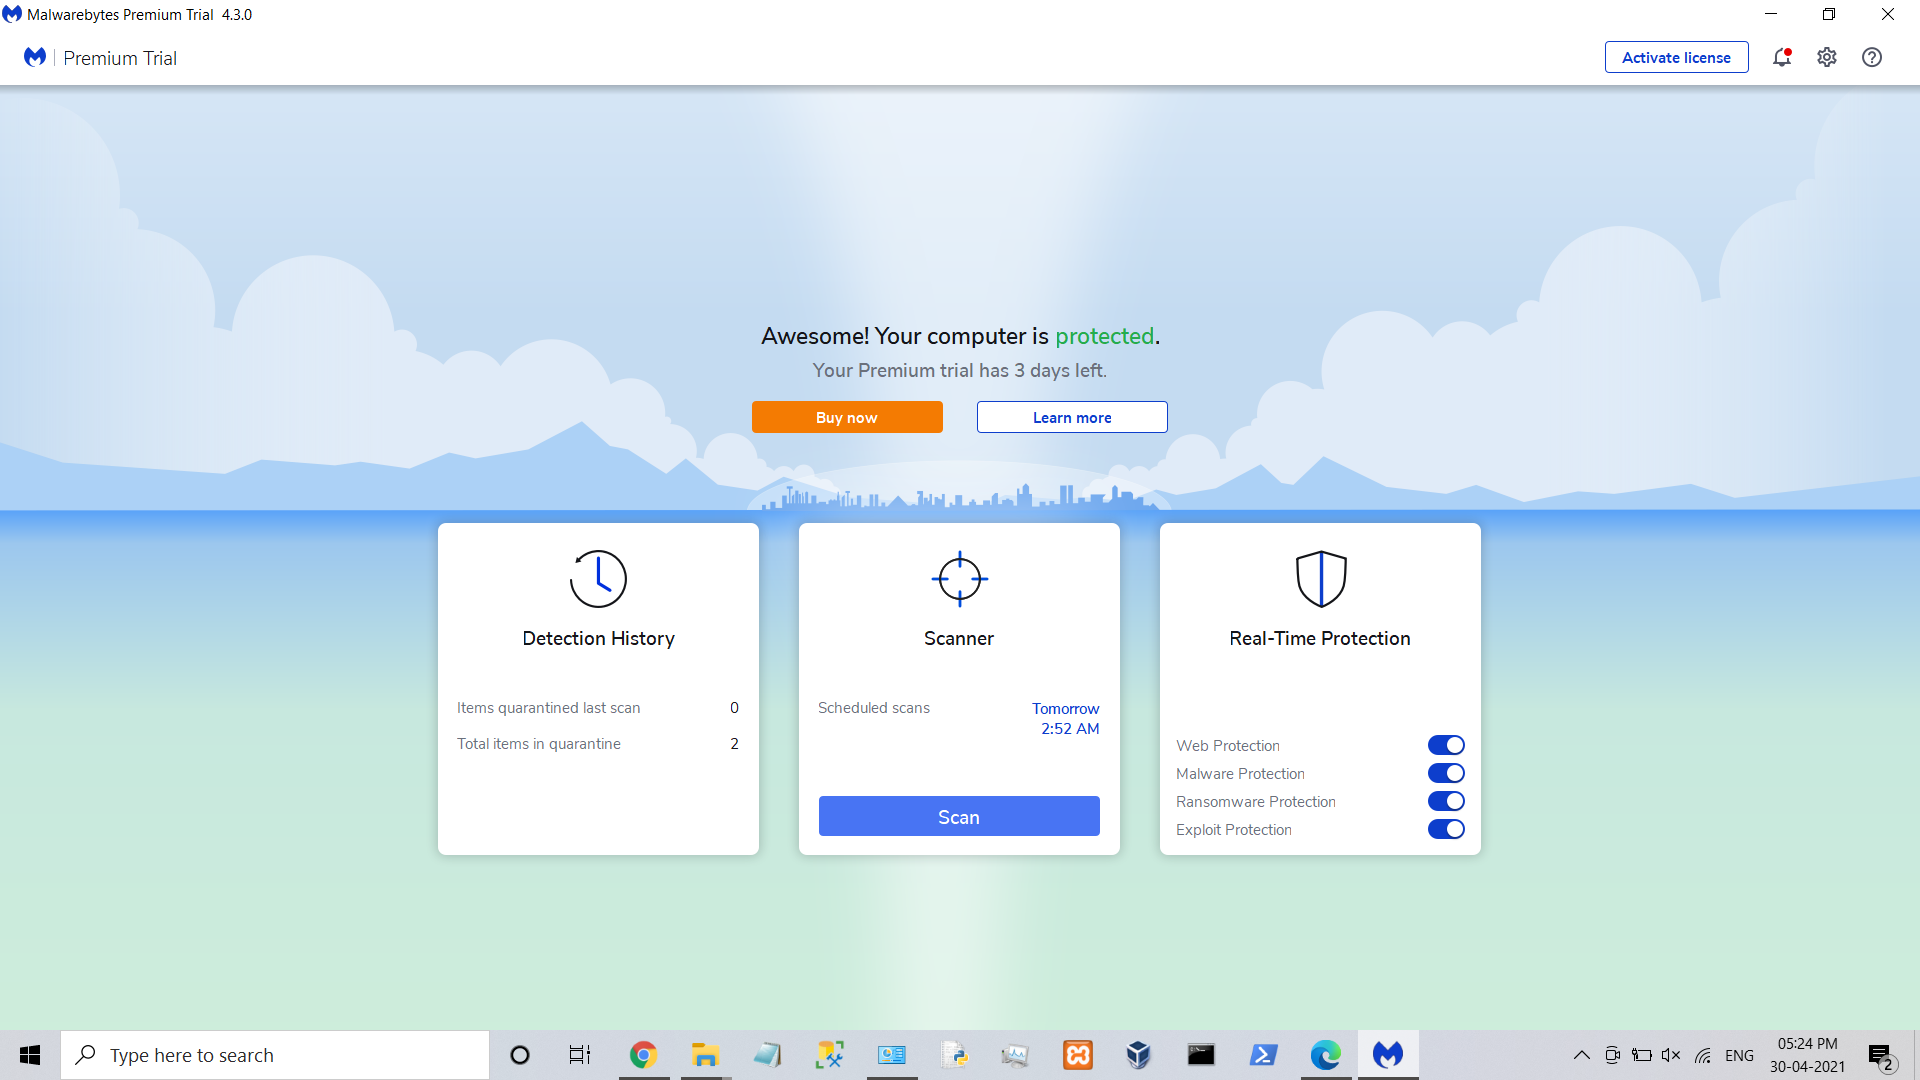 Malwarebytes Premium Trial 4.3.0
Premium Trial
Activate license
Awesome! Your computer is protected.
Your Premium trial has 3 days left.
Buy now
Learn more
Detection History
Items quarantined last scan 0
Total items in quarantine 2
Scanner
Scheduled scans Tomorrow
2:52 AM
Scan
Real-Time Protection
Web Protection
Malware Protection
Ransomware Protection
Exploit Protection
Type here to search
ENG
05:24 PM
30-04-2021
2